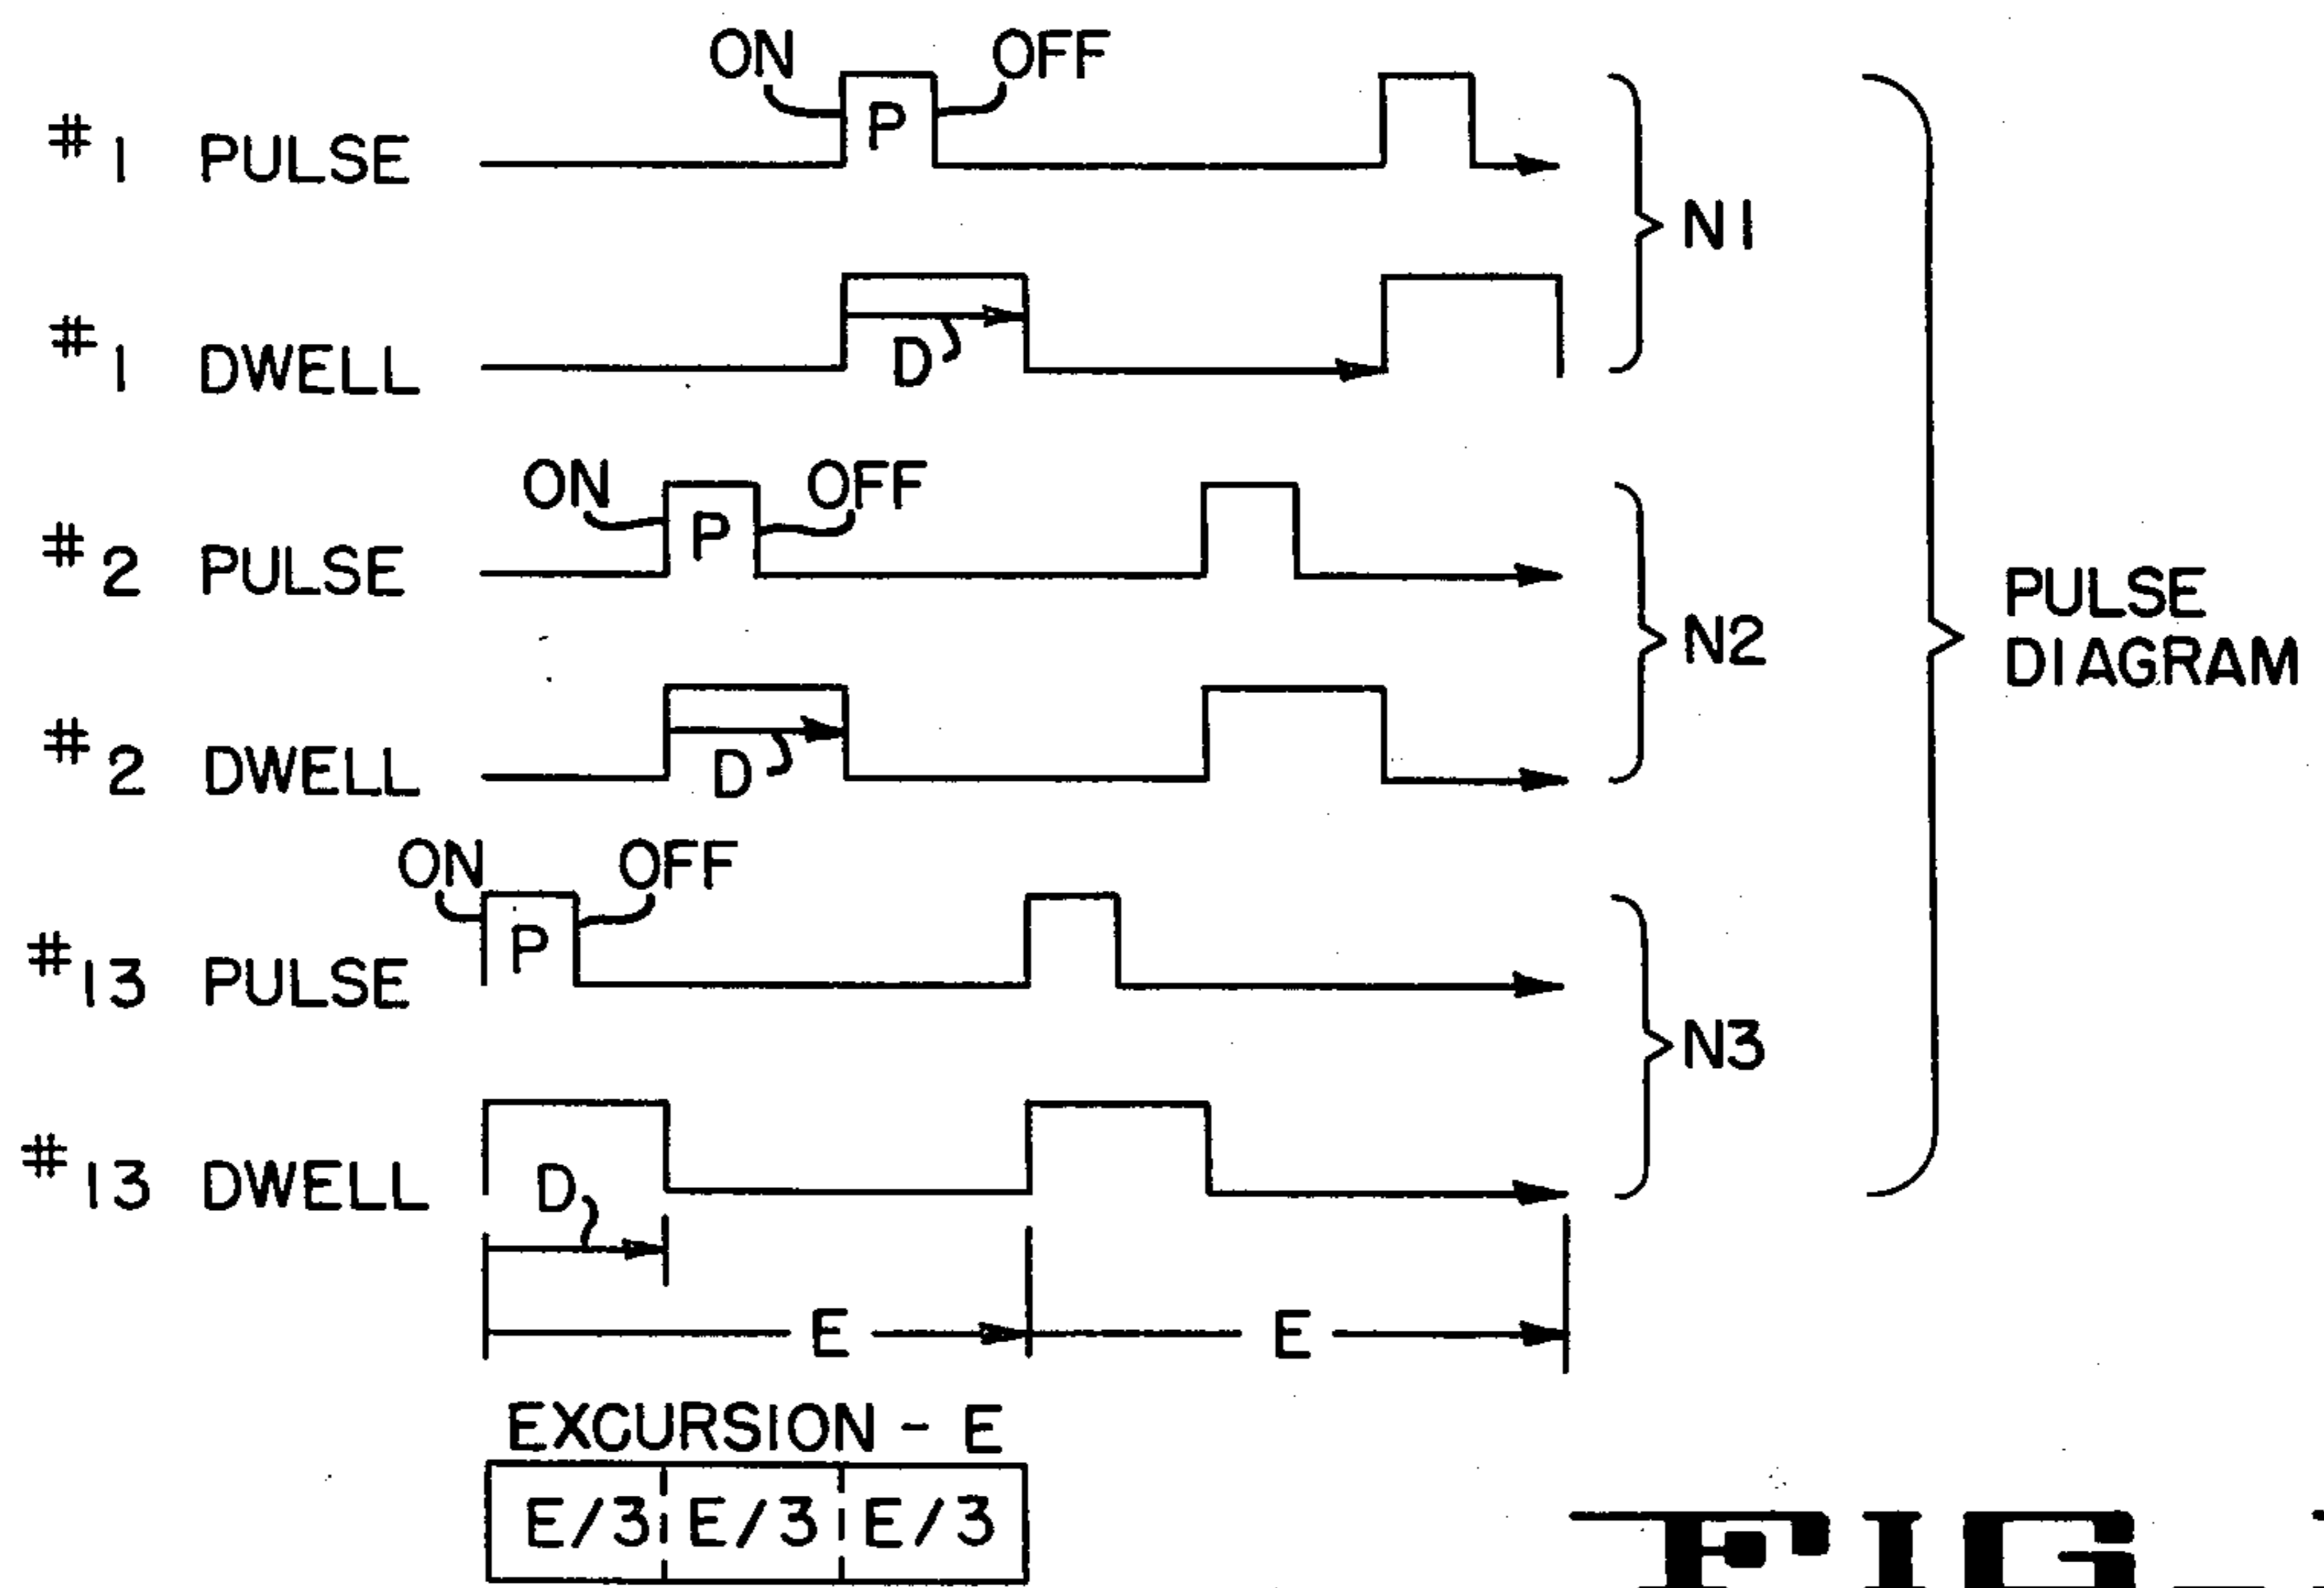 ON OFF
#1 PULSE P
N1
#1 DWELL D
ON OFF
#2 PULSE P
PULSE
DIAGRAM
N2
#2 DWELL D
ON OFF
#13 PULSE P
N3
#13 DWELL D
E E
EXCURSION - E
E/3 E/3 E/3
FIG-